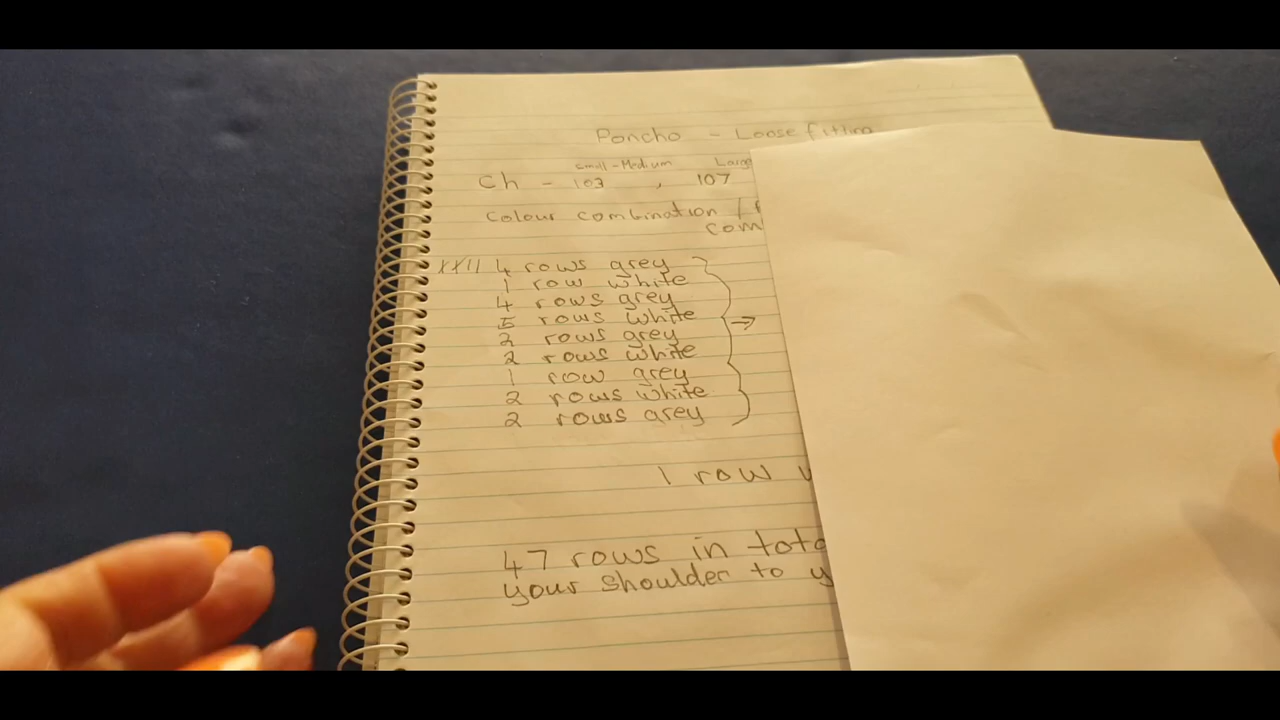 Poncho - Loose fitting
Small-Medium Large
Ch - 103 , 107
Colour combination /
com
XXII 4 rows grey
1 row white
4 rows grey
5 rows white
2 rows grey
2 rows white
1 row grey
2 rows white
2 rows grey
1 row
47 rows in tota
your shoulder to y